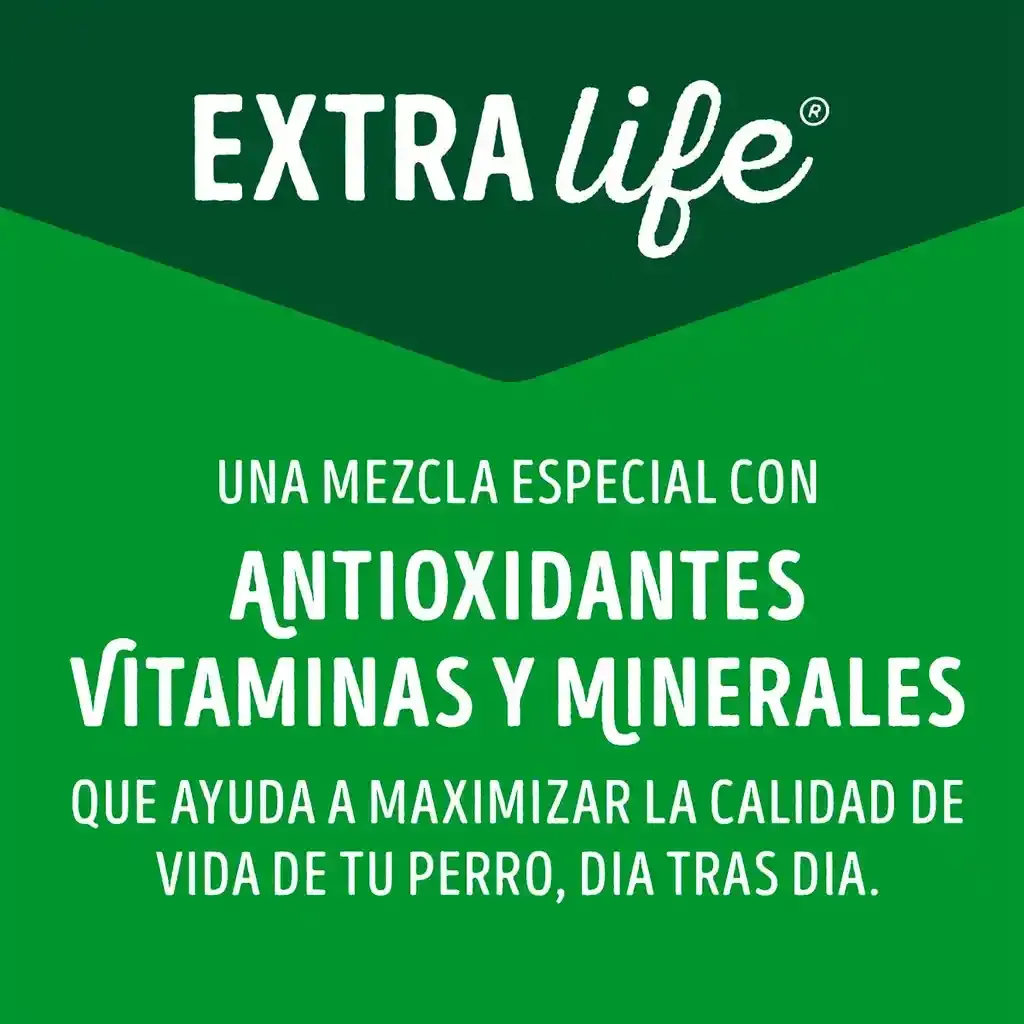 EXTRA life®
UNA MEZCLA ESPECIAL CON
ANTIOXIDANTES
VITAMINAS Y MINERALES
QUE AYUDA A MAXIMIZAR LA CALIDAD DE
VIDA DE TU PERRO, DIA TRAS DIA.